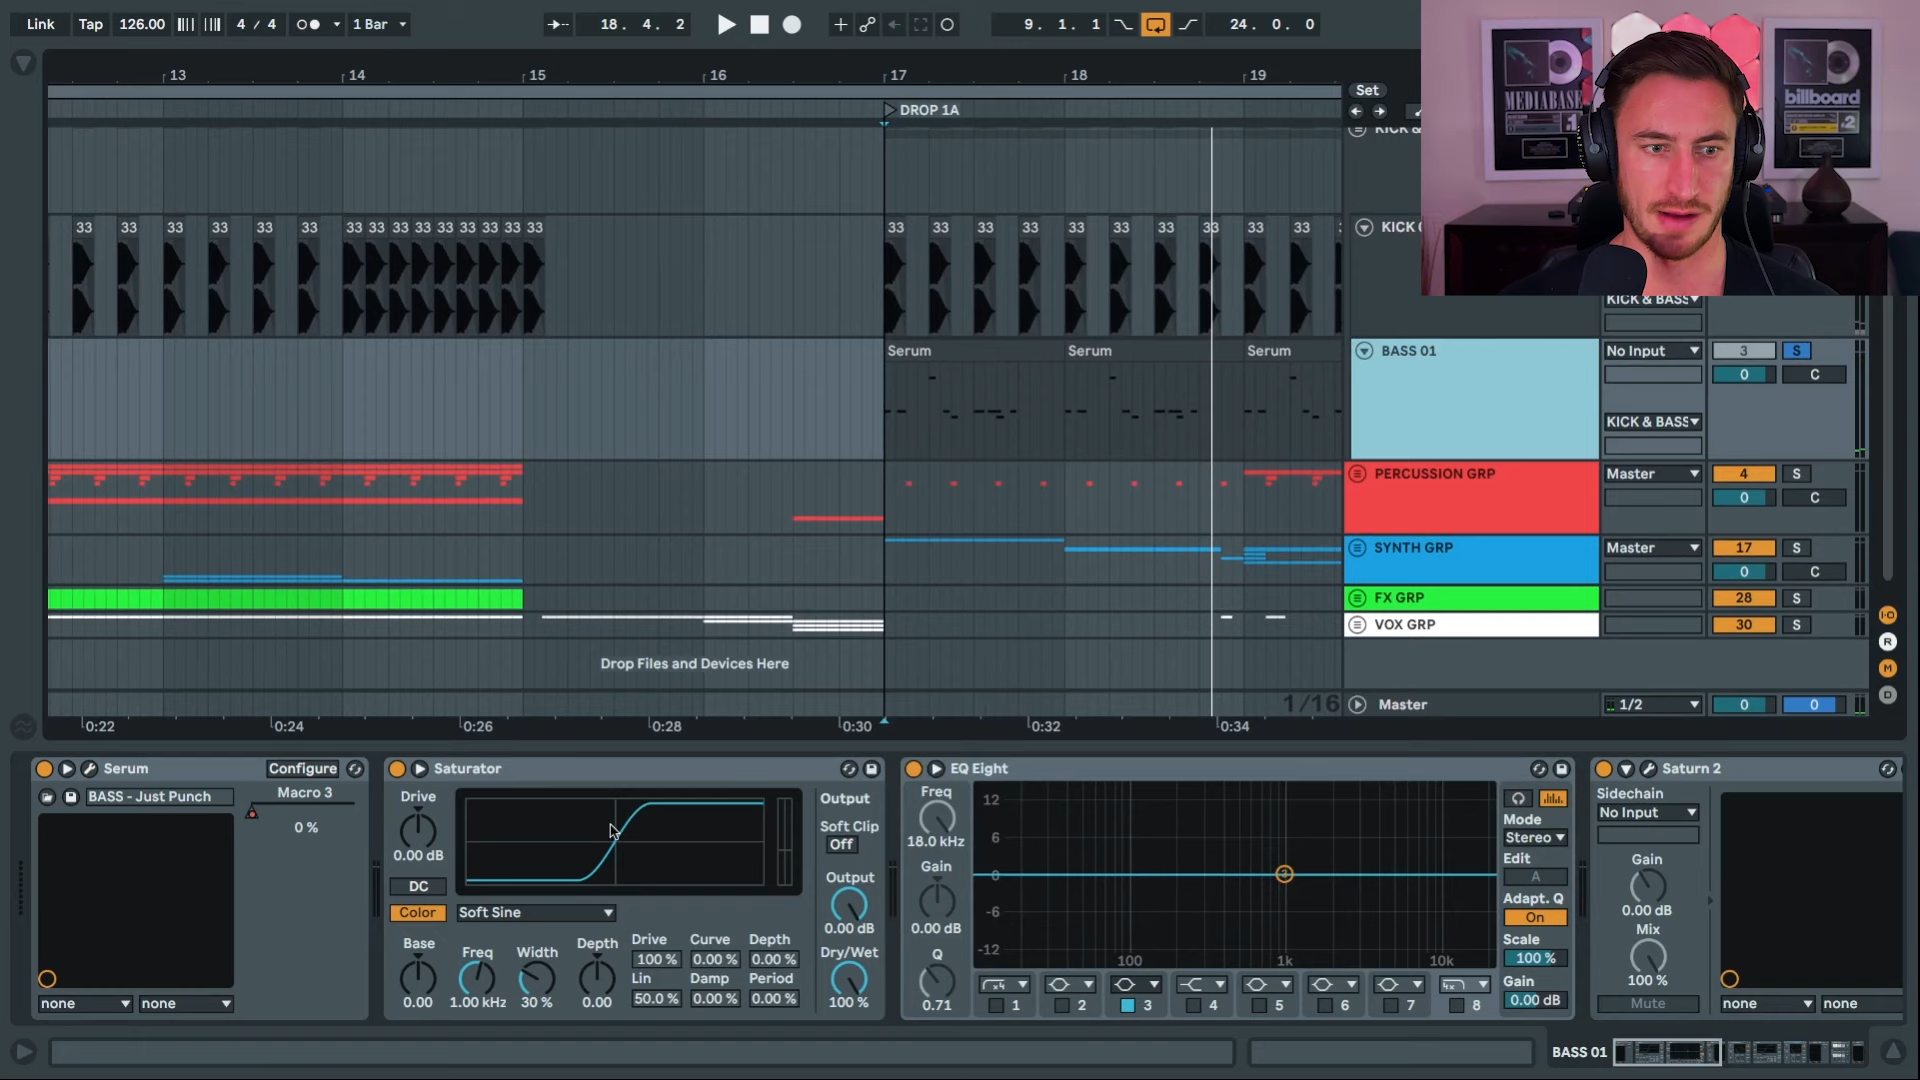 Link Tap 126.00 4 / 4 1 Bar 18. 4. 2 9. 1. 1 24. 0. 0
13 14 15 16 17 18 19 Set
DROP 1A
MEDIABASE
billboard
33 33 33 33 33 33 33 33 33 33 33 33 33 33 33 33 33 33 33 33 33 33 33 33 33
KICK & BASS
Serum Serum Serum BASS 01 No Input 3 S
0 C
KICK & BASS
PERCUSSION GRP Master 4 S
0 C
SYNTH GRP Master 17 S
0 C
FX GRP 28 S
VOX GRP 30 S
Drop Files and Devices Here
1/16 Master 1/2 0 0
0:22 0:24 0:26 0:28 0:30 0:32 0:34
R
M
D
Serum Configure
BASS - Just Punch Macro 3
0 %
none none
Saturator
Drive
0.00 dB
DC
Color Soft Sine
Base Freq Width Depth
0.00 1.00 kHz 30 % 0.00
Drive Curve Depth
100 % 0.00 % 0.00 %
Lin Damp Period
50.0 % 0.00 % 0.00 %
Output
Soft Clip
Off
Output
0.00 dB
Dry/Wet
100 %
EQ Eight
Freq
18.0 kHz
Gain
0.00 dB
Q
0.71
12
6
0
-6
-12
100 1k 10k
3
x4 4x
1 2 3 4 5 6 7 8
Mode
Stereo
Edit
A
Adapt. Q
On
Scale
100 %
Gain
0.00 dB
Saturn 2
Sidechain
No Input
Gain
0.00 dB
Mix
100 %
Mute
none none
BASS 01